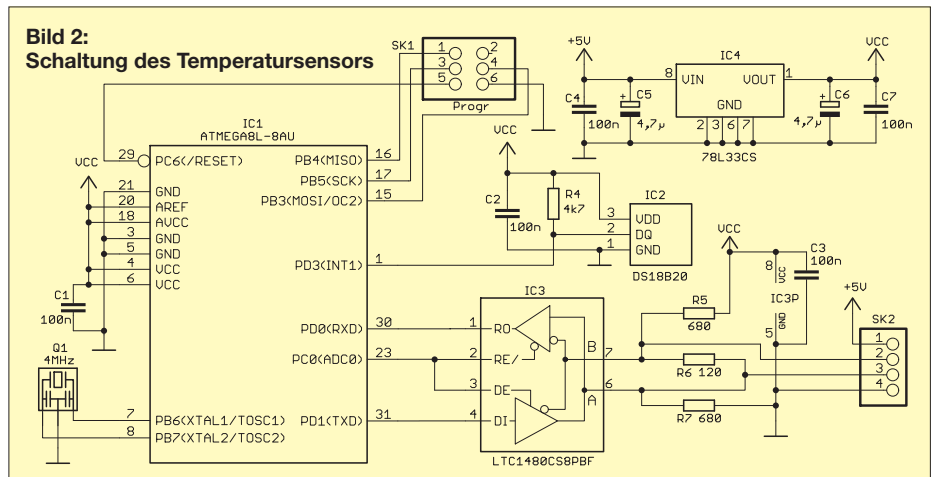 Bild 2:
Schaltung des Temperatursensors
SK1
1 2
3 4
5 6
Progr
+5V
IC4
VCC
8 VIN VOUT 1
GND
2 3 6 7
78L33CS
C4
100n
+ C5
4,7µ
+ C6
4,7µ
C7
100n
IC1
ATMEGA8L-8AU
29 PC6(/RESET)
VCC
21 GND
20 AREF
18 AVCC
3 GND
5 GND
4 VCC
6 VCC
C1
100n
Q1
4MHz
7 PB6(XTAL1/TOSC1)
8 PB7(XTAL2/TOSC2)
PB4(MISO) 16
PB5(SCK) 17
PB3(MOSI/OC2) 15
PD3(INT1) 1
PD0(RXD) 30
PC0(ADC0) 23
PD1(TXD) 31
VCC
C2
100n
R4
4k7
IC2
3 VDD
2 DQ
1 GND
DS18B20
IC3
1 RO
2 RE/
3 DE
4 DI
B 7
A 6
LTC1480CS8PBF
VCC
R5
680
R6 120
R7 680
8 VCC
IC3P
5 GND
C3
100n
+5V
SK2
1
2
3
4